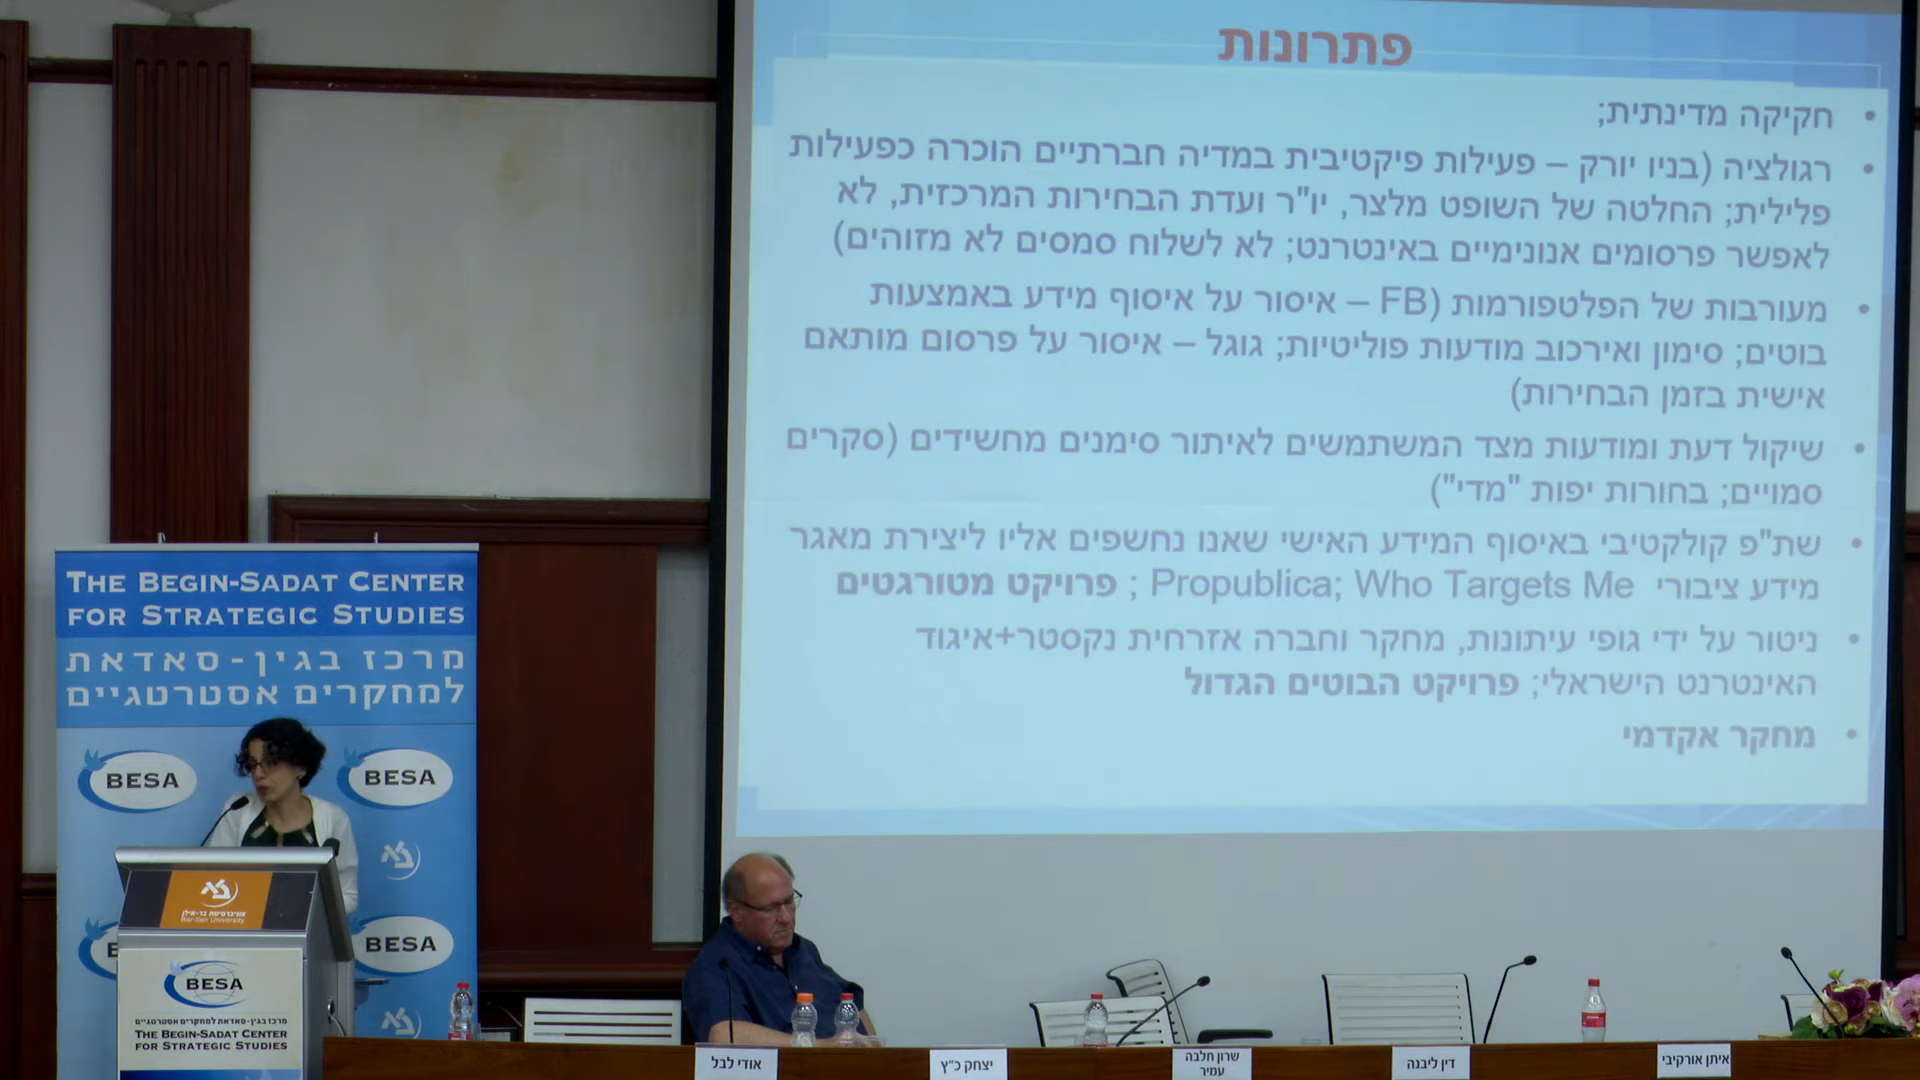 פתרונות
חקיקה מדינתית;
רגולציה (בניו יורק – פעילות פיקטיבית במדיה חברתיים הוכרה כפעילות
פלילית; החלטה של השופט מלצר, יו"ר ועדת הבחירות המרכזית, לא
לאפשר פרסומים אנונימיים באינטרנט; לא לשלוח סמסים לא מזוהים)
מעורבות של הפלטפורמות (FB – איסור על איסוף מידע באמצעות
בוטים; סימון ואירכוב מודעות פוליטיות; גוגל – איסור על פרסום מותאם
אישית בזמן הבחירות)
שיקול דעת ומודעות מצד המשתמשים לאיתור סימנים מחשידים (סקרים
סמויים; בחורות יפות "מדי")
שת"פ קולקטיבי באיסוף המידע האישי שאנו נחשפים אליו ליצירת מאגר
מידע ציבורי Propublica; Who Targets Me ; פרויקט מטורגטים
ניטור על ידי גופי עיתונות, מחקר וחברה אזרחית נקסטר+איגוד
האינטרנט הישראלי; פרויקט הבוטים הגדול
מחקר אקדמי
THE BEGIN-SADAT CENTER
FOR STRATEGIC STUDIES
מרכז בגין-סאדאת
למחקרים אסטרטגיים
BESA
BESA
BESA
אוניברסיטת בר-אילן
Bar-Ilan University
BESA
מרכז בגין-סאדאת למחקרים אסטרטגיים
THE BEGIN-SADAT CENTER
FOR STRATEGIC STUDIES
אודי לבל
יצחק כ"ץ
שרון חלבה
עמיר
דין ליבנה
איתן אורקיבי